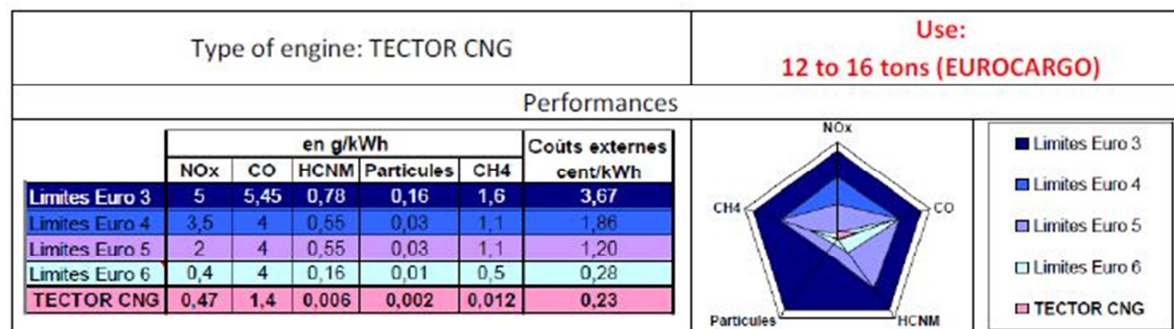 Type of engine: TECTOR CNG
Use:
12 to 16 tons (EUROCARGO)
Performances
en g/kWh Coûts externes
NOx CO HCNM Particules CH4 cent/kWh
Limites Euro 3 5 5,45 0,78 0,16 1,6 3,67
Limites Euro 4 3,5 4 0,55 0,03 1,1 1,86
Limites Euro 5 2 4 0,55 0,03 1,1 1,20
Limites Euro 6 0,4 4 0,16 0,01 0,5 0,28
TECTOR CNG 0,47 1,4 0,006 0,002 0,012 0,23
NOx
CH4 CO
Particules HCNM
Limites Euro 3
Limites Euro 4
Limites Euro 5
Limites Euro 6
TECTOR CNG